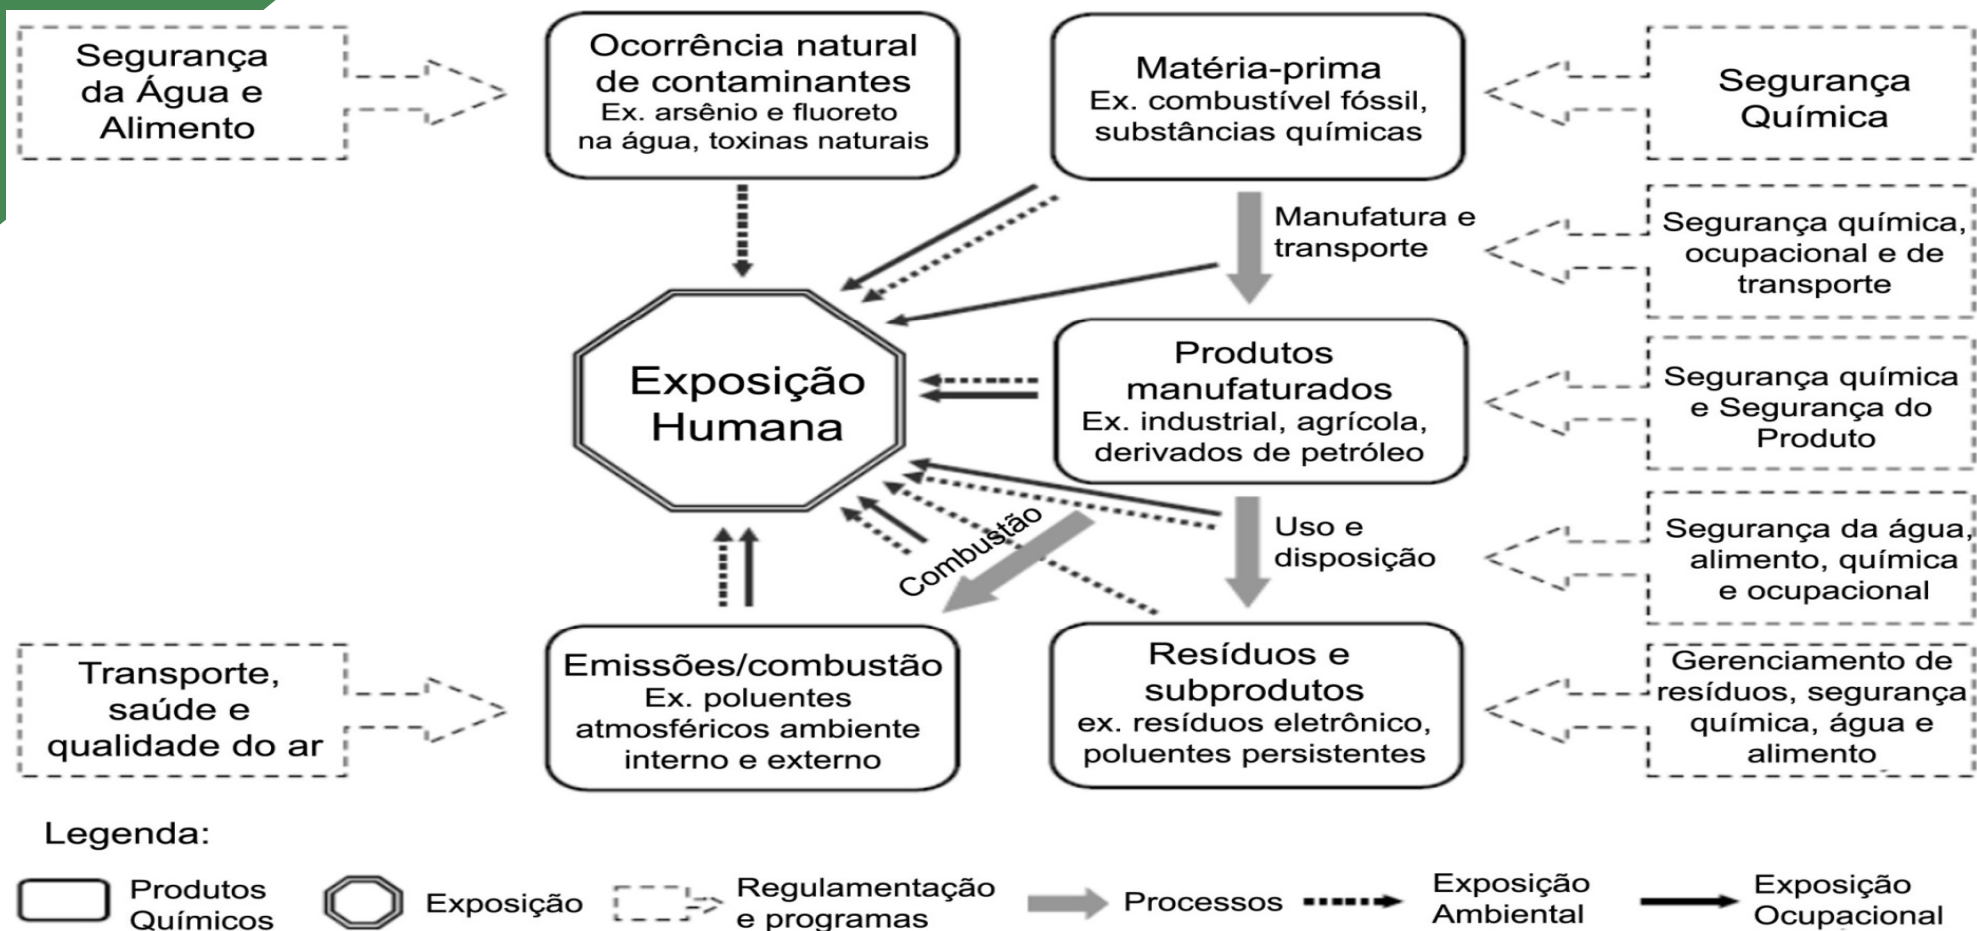 Segurança
da Água e
Alimento
Ocorrência natural
de contaminantes
Ex. arsênio e fluoreto
na água, toxinas naturais
Matéria-prima
Ex. combustível fóssil,
substâncias químicas
Segurança
Química
Manufatura e
transporte
Segurança química,
ocupacional e de
transporte
Exposição
Humana
Produtos
manufaturados
Ex. industrial, agrícola,
derivados de petróleo
Segurança química
e Segurança do
Produto
Combustão
Uso e
disposição
Segurança da água,
alimento, química
e ocupacional
Transporte,
saúde e
qualidade do ar
Emissões/combustão
Ex. poluentes
atmosféricos ambiente
interno e externo
Resíduos e
subprodutos
ex. resíduos eletrônico,
poluentes persistentes
Gerenciamento de
resíduos, segurança
química, água e
alimento
Legenda:
Produtos
Químicos
Exposição
Regulamentação
e programas
Processos
Exposição
Ambiental
Exposição
Ocupacional